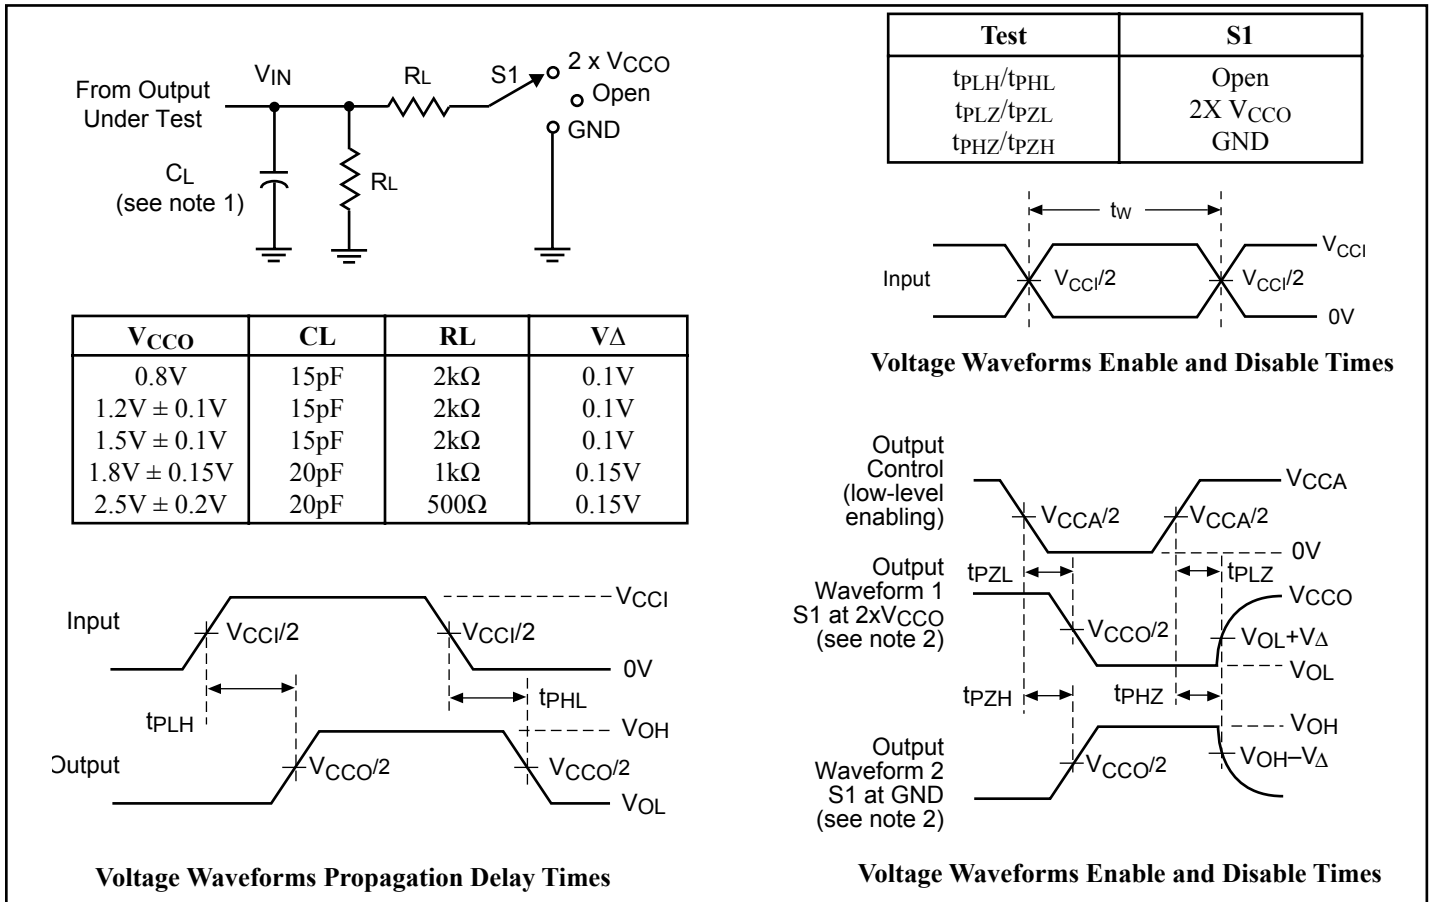 From Output
Under Test
VIN
RL
S1
2 x VCCO
Open
GND
CL
(see note 1)
RL
Test S1
tPLH/tPHL Open
tPLZ/tPZL 2X VCCO
tPHZ/tPZH GND
tW
Input
VCCI/2
VCCI/2
VCCI
0V
Voltage Waveforms Enable and Disable Times
VCCO CL RL VΔ
0.8V 15pF 2kΩ 0.1V
1.2V ± 0.1V 15pF 2kΩ 0.1V
1.5V ± 0.1V 15pF 2kΩ 0.1V
1.8V ± 0.15V 20pF 1kΩ 0.15V
2.5V ± 0.2V 20pF 500Ω 0.15V
Input
VCCI/2
VCCI/2
VCCI
0V
tPLH
tPHL
Output
VCCO/2
VCCO/2
VOH
VOL
Voltage Waveforms Propagation Delay Times
Output
Control
(low-level
enabling)
VCCA/2
VCCA/2
VCCA
0V
Output
Waveform 1
S1 at 2xVCCO
(see note 2)
tPZL
tPLZ
VCCO/2
VCCO
VOL+VΔ
VOL
tPZH
tPHZ
Output
Waveform 2
S1 at GND
(see note 2)
VCCO/2
VOH
VOH–VΔ
Voltage Waveforms Enable and Disable Times